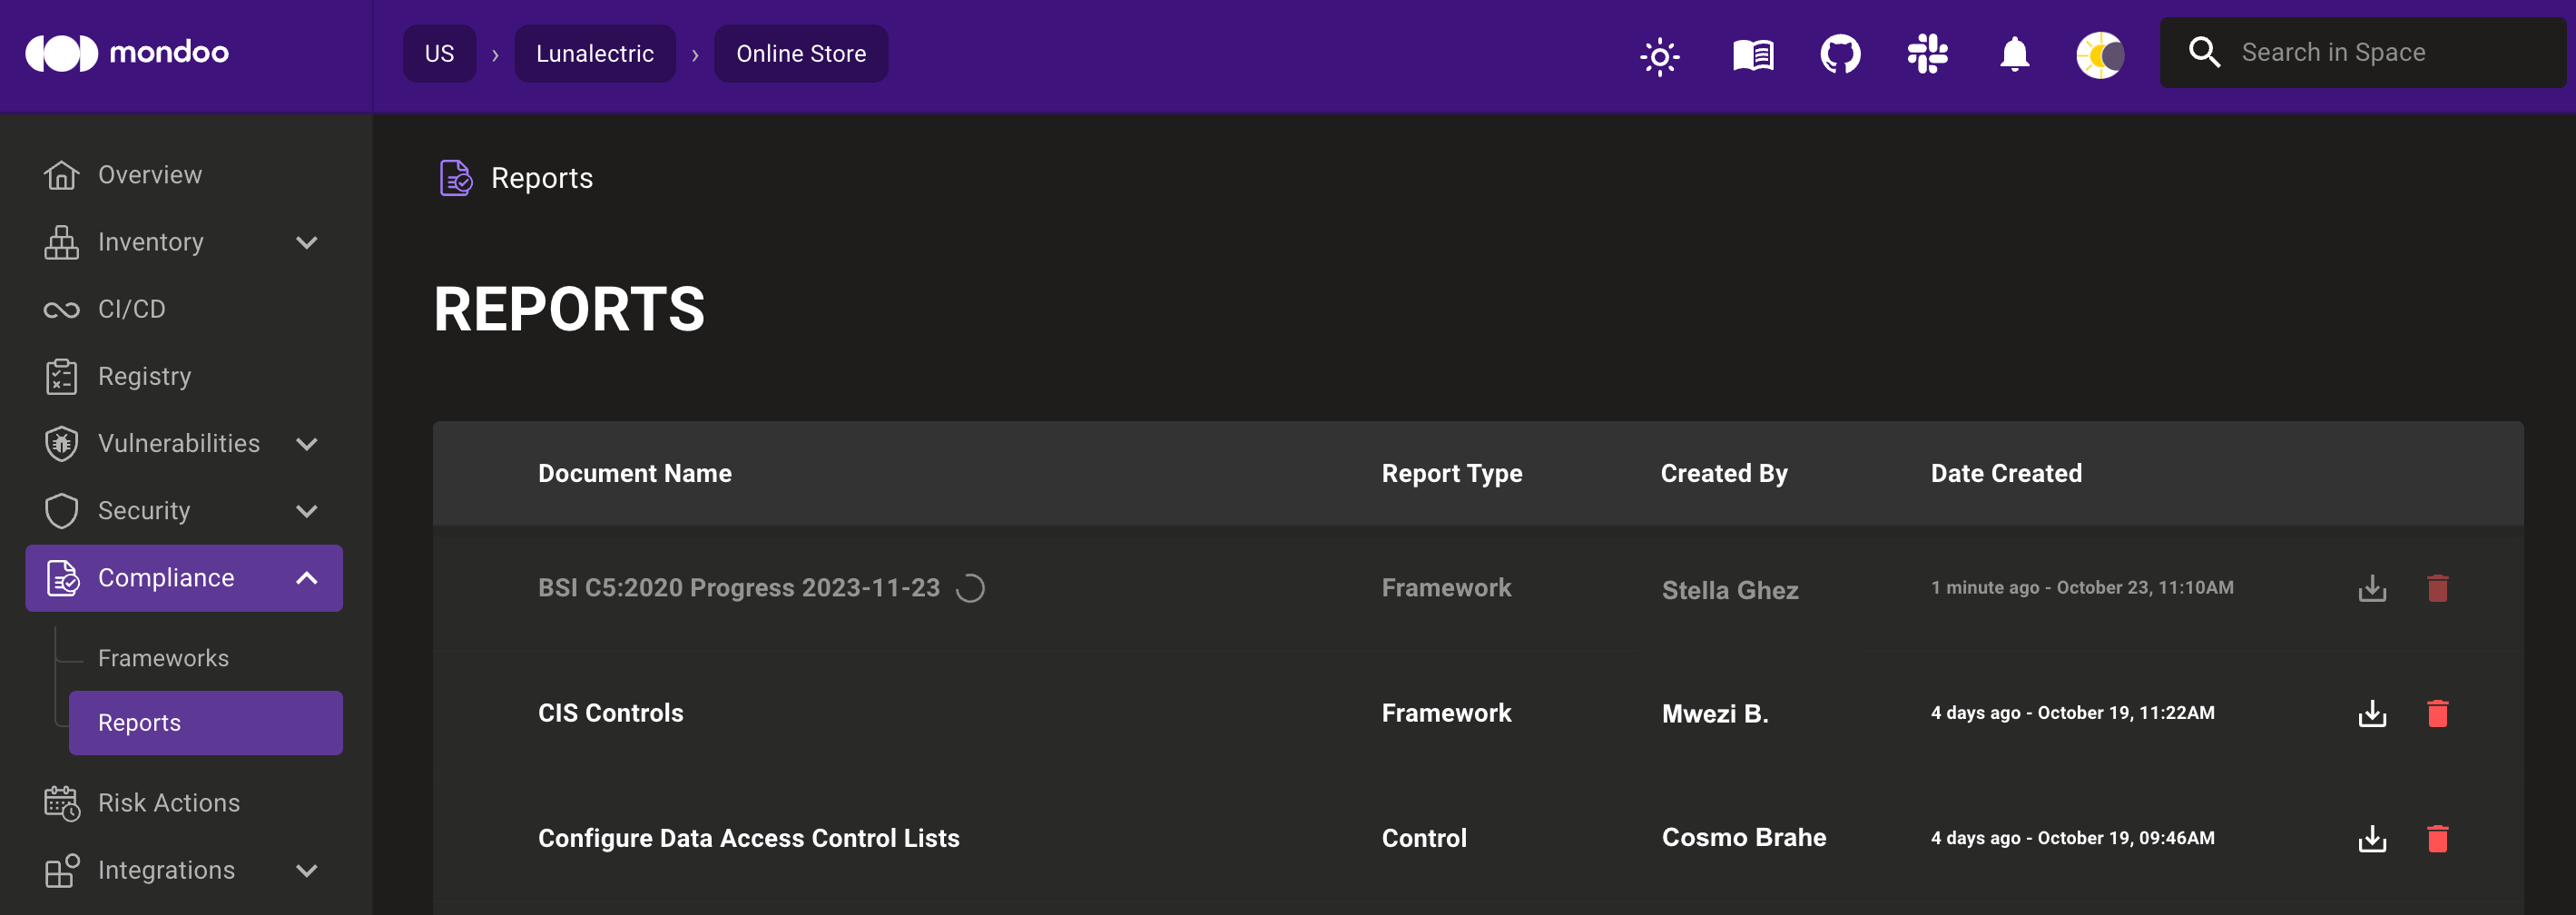 mondoo
US › Lunalectric › Online Store
Search in Space
Overview
Inventory
CI/CD
Registry
Vulnerabilities
Security
Compliance
Frameworks
Reports
Risk Actions
Integrations
Reports
REPORTS
Document Name Report Type Created By Date Created
BSI C5:2020 Progress 2023-11-23 Framework Stella Ghez 1 minute ago - October 23, 11:10AM
CIS Controls Framework Mwezi B. 4 days ago - October 19, 11:22AM
Configure Data Access Control Lists Control Cosmo Brahe 4 days ago - October 19, 09:46AM